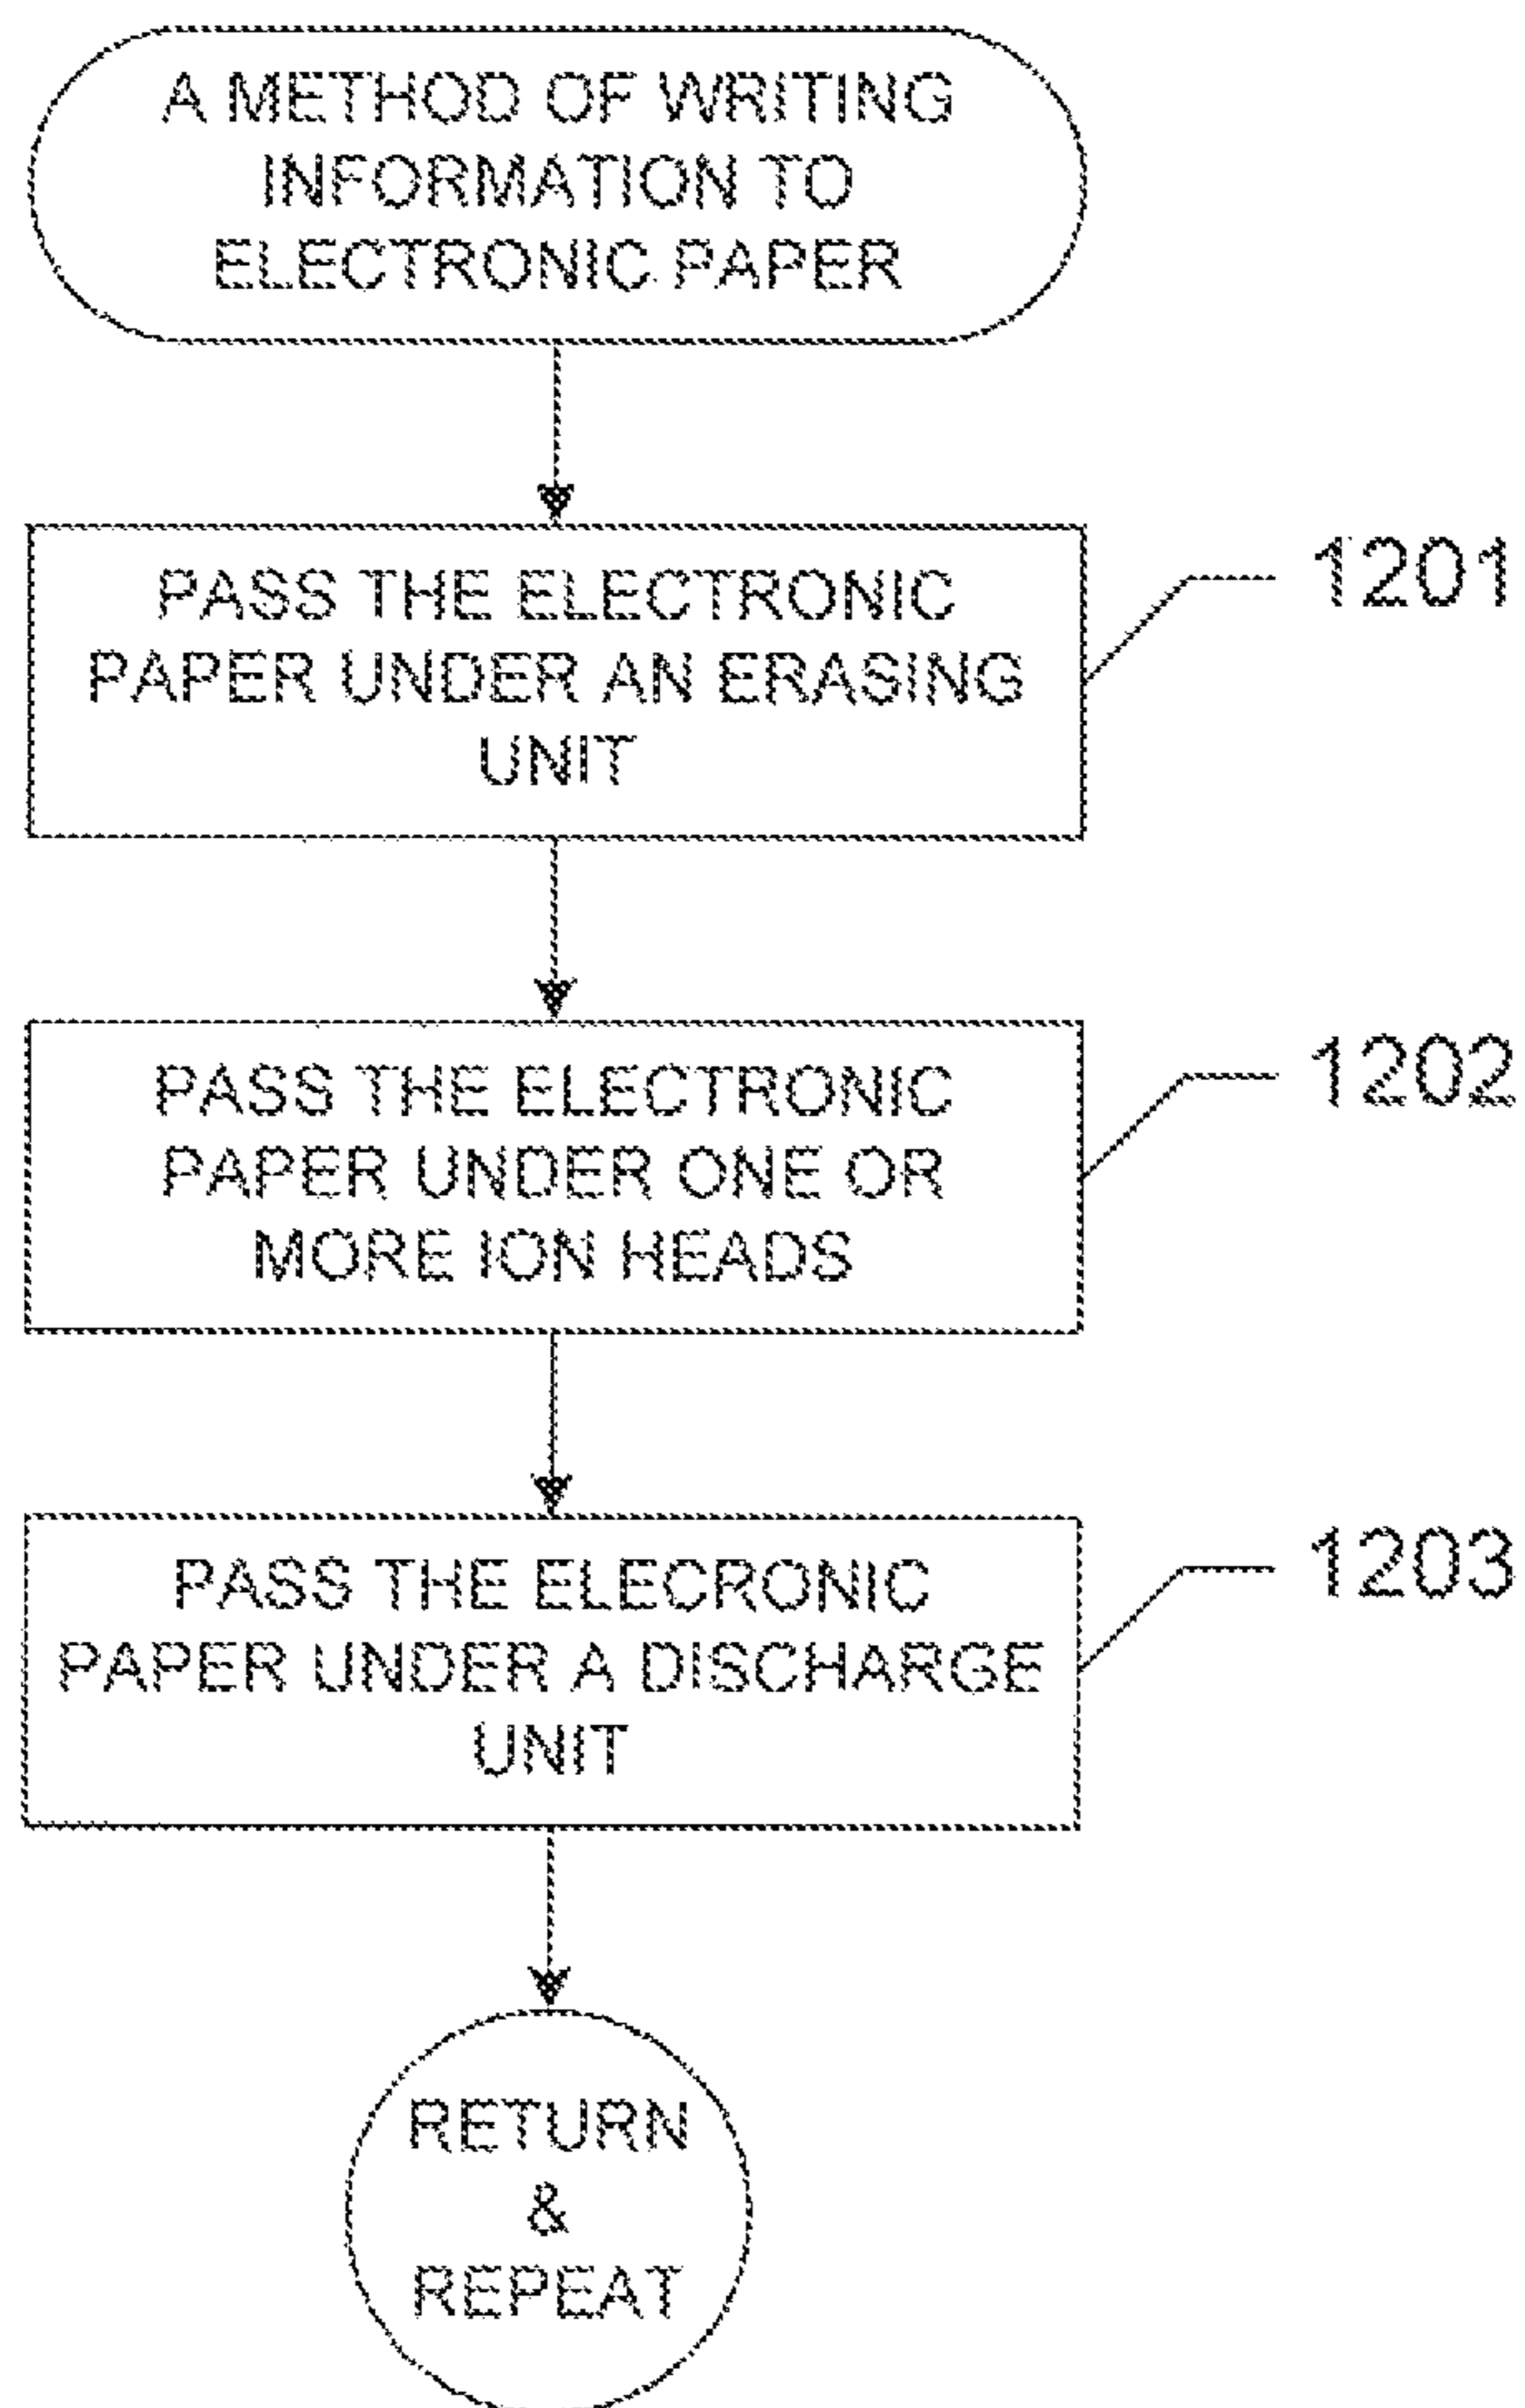 A METHOD OF WRITING
INFORMATION TO
ELECTRONIC PAPER
PASS THE ELECTRONIC
PAPER UNDER AN ERASING
UNIT
1201
PASS THE ELECTRONIC
PAPER UNDER ONE OR
MORE ION HEADS
1202
PASS THE ELECRONIC
PAPER UNDER A DISCHARGE
UNIT
1203
RETURN
&
REPEAT